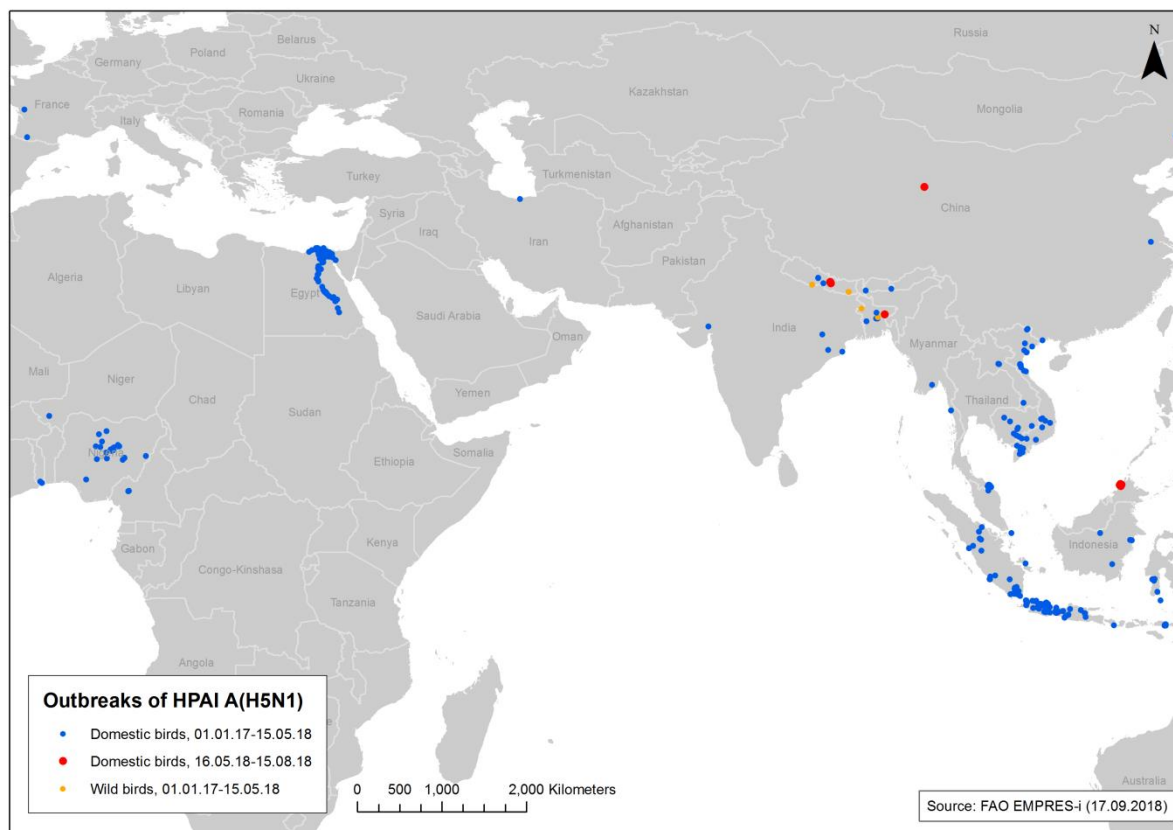 N
Russia
Belarus
Poland
Germany
Ukraine
Kazakhstan
France
Mongolia
Romania
Italy
Turkey
Turkmenistan
China
Syria
Afghanistan
Iraq
Iran
Pakistan
Algeria
Libyan
Egypt
Saudi Arabia
Oman
India
Myanmar
Mali
Niger
Chad
Sudan
Yemen
Thailand
Ethiopia
Somalia
Gabon
Kenya
Congo-Kinshasa
Indonesia
Tanzania
Angola
Australia
Outbreaks of HPAI A(H5N1)
Domestic birds, 01.01.17-15.05.18
Domestic birds, 16.05.18-15.08.18
Wild birds, 01.01.17-15.05.18
0 500 1,000 2,000 Kilometers
Source: FAO EMPRES-i (17.09.2018)